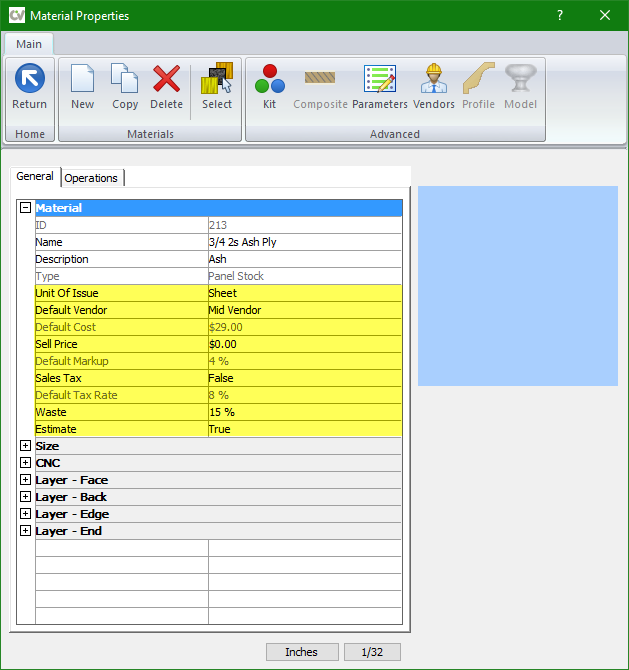 CV Material Properties ?
Main
Return New Copy Delete Select Kit Composite Parameters Vendors Profile Model
Home Materials Advanced
General Operations
Material
ID 213
Name 3/4 2s Ash Ply
Description Ash
Type Panel Stock
Unit Of Issue Sheet
Default Vendor Mid Vendor
Default Cost $29.00
Sell Price $0.00
Default Markup 4 %
Sales Tax False
Default Tax Rate 8 %
Waste 15 %
Estimate True
Size
CNC
Layer - Face
Layer - Back
Layer - Edge
Layer - End
Inches 1/32